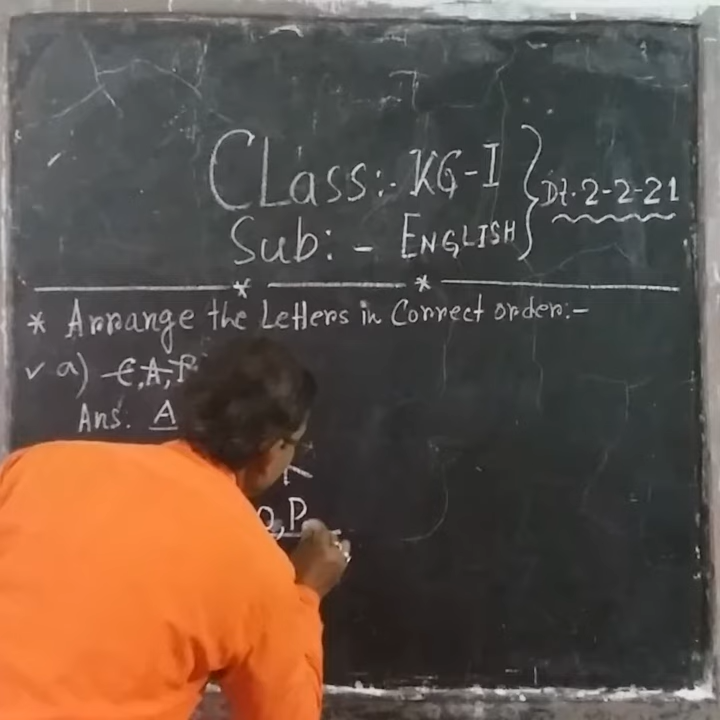 CLass:- KG-I
Sub:- ENGLISH
Dt. 2-2-21
* Arrange the Letters in Correct order:-
a) C, A,
Ans. A
P